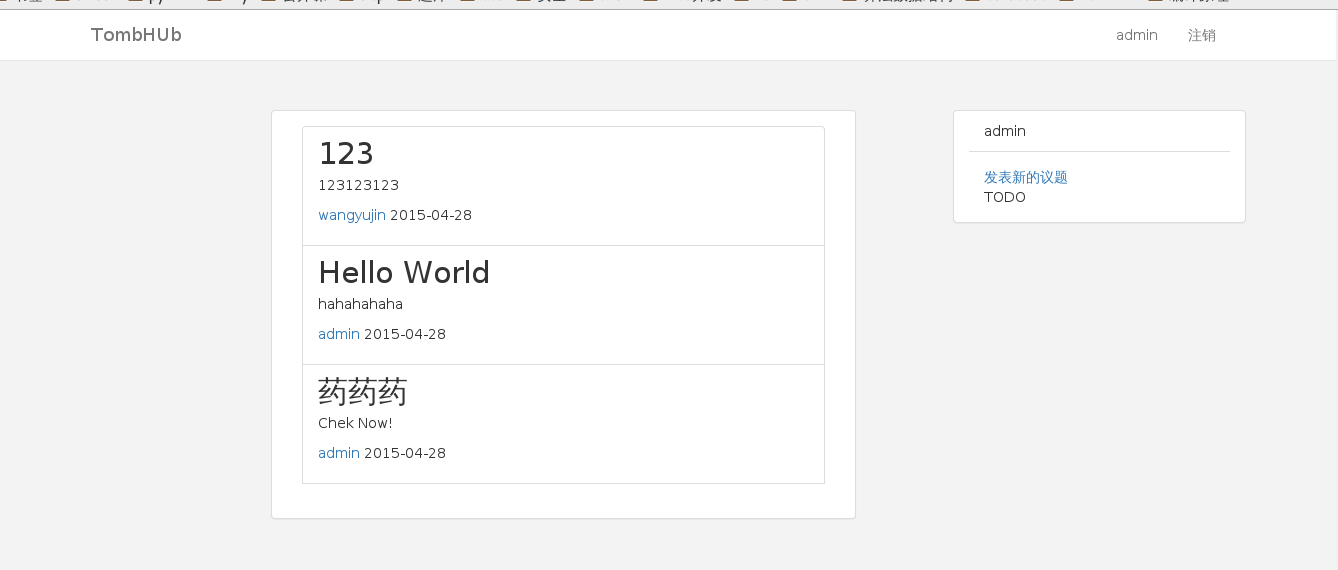 TombHUb
admin 注销
123
123123123
wangyujin 2015-04-28
Hello World
hahahahaha
admin 2015-04-28
药药药
Chek Now!
admin 2015-04-28
admin
发表新的议题
TODO